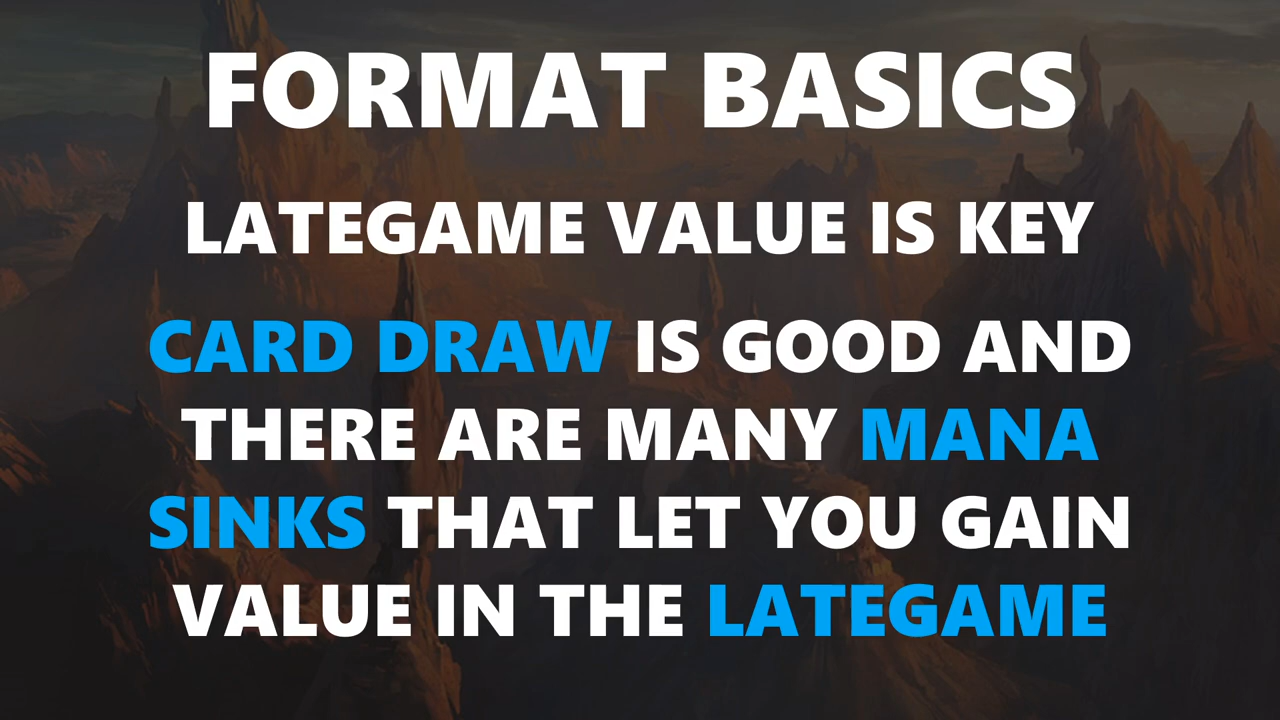 FORMAT BASICS
LATEGAME VALUE IS KEY
CARD DRAW IS GOOD AND
THERE ARE MANY MANA
SINKS THAT LET YOU GAIN
VALUE IN THE LATEGAME